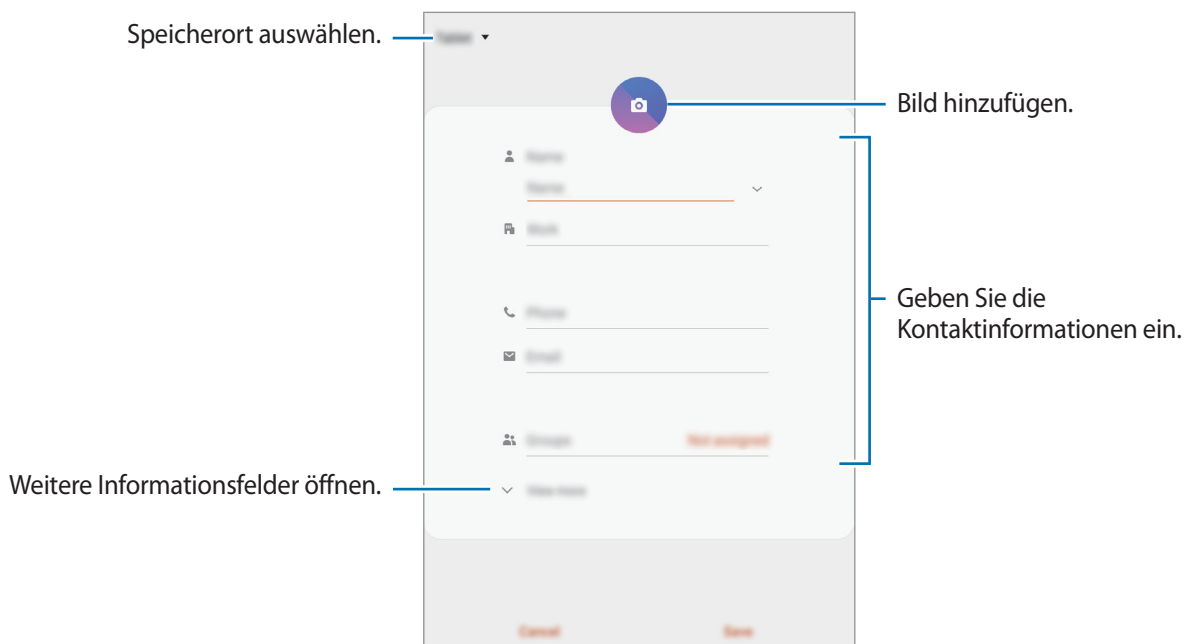 Speicherort auswählen.
Tablet
Bild hinzufügen.
Name
Name
Work
Geben Sie die
Kontaktinformationen ein.
Phone
Email
Groups
Not assigned
Weitere Informationsfelder öffnen.
View more
Cancel
Save